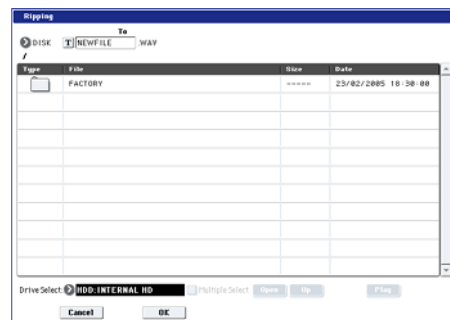 Ripping
To
DISK T NEWFILE .WAV
/
Type File Size Date
FACTORY ----- 23/02/2005 18:30:00
Drive Select: HDD:INTERNAL HD Multiple Select Open Up Play
Cancel OK